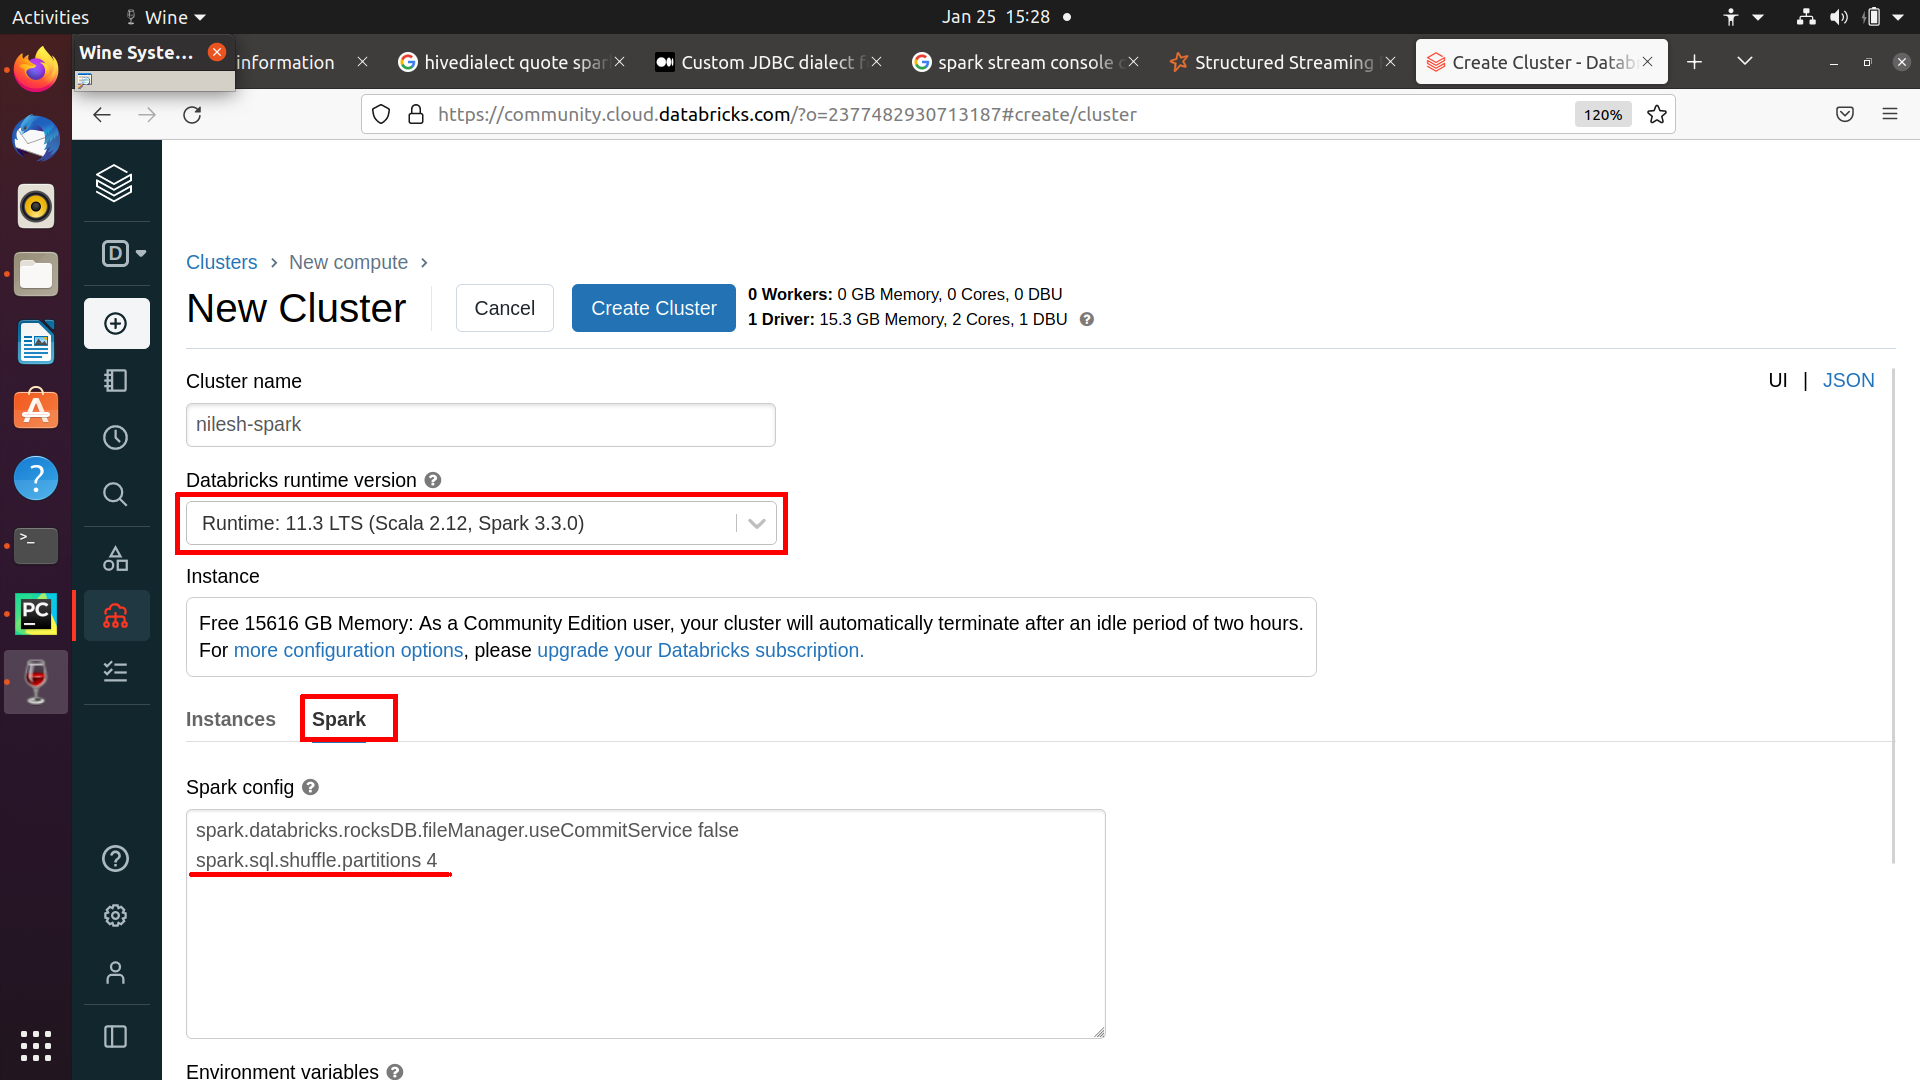 Activities
Wine
Jan 25 15:28
Wine Syste...
information
hivedialect quote spar
Custom JDBC dialect f
spark stream console
Structured Streaming
Create Cluster - Datab
https://community.cloud.databricks.com/?o=2377482930713187#create/cluster
120%
D
Clusters > New compute >
New Cluster
Cancel
Create Cluster
0 Workers: 0 GB Memory, 0 Cores, 0 DBU
1 Driver: 15.3 GB Memory, 2 Cores, 1 DBU ?
Cluster name
UI | JSON
nilesh-spark
Databricks runtime version ?
Runtime: 11.3 LTS (Scala 2.12, Spark 3.3.0)
Instance
Free 15616 GB Memory: As a Community Edition user, your cluster will automatically terminate after an idle period of two hours.
For more configuration options, please upgrade your Databricks subscription.
PC
Instances
Spark
Spark config ?
spark.databricks.rocksDB.fileManager.useCommitService false
spark.sql.shuffle.partitions 4
Environment variables ?